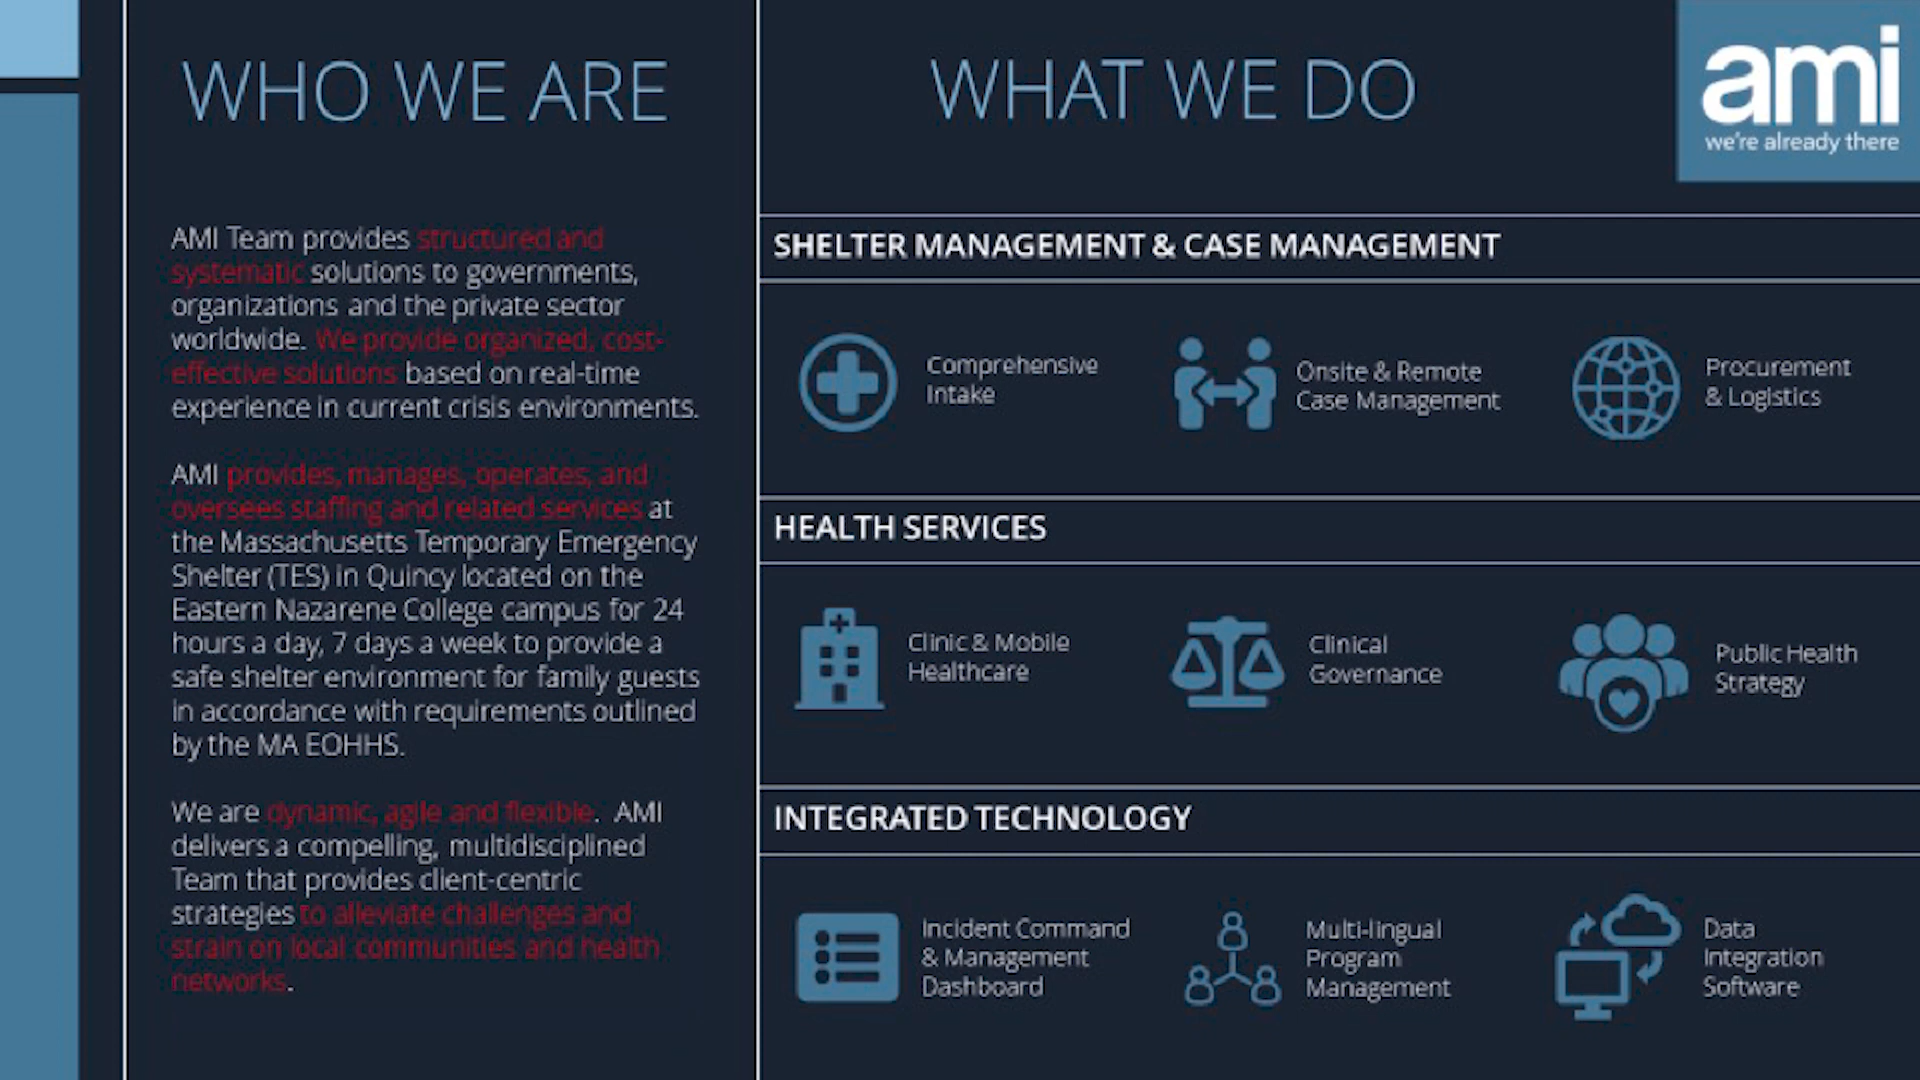 WHO WE ARE
AMI Team provides structured and
systematic solutions to governments,
organizations and the private sector
worldwide. We provide organized, cost-
effective solutions based on real-time
experience in current crisis environments.
AMI provides, manages, operates, and
oversees staffing and related services at
the Massachusetts Temporary Emergency
Shelter (TES) in Quincy located on the
Eastern Nazarene College campus for 24
hours a day, 7 days a week to provide a
safe shelter environment for family guests
in accordance with requirements outlined
by the MA EOHHS.
We are dynamic, agile and flexible. AMI
delivers a compelling, multidisciplined
Team that provides client-centric
strategies to alleviate challenges and
strain on local communities and health
networks.
WHAT WE DO
ami
we're already there
SHELTER MANAGEMENT & CASE MANAGEMENT
Comprehensive
Intake
Onsite & Remote
Case Management
Procurement
& Logistics
HEALTH SERVICES
Clinic & Mobile
Healthcare
Clinical
Governance
Public Health
Strategy
INTEGRATED TECHNOLOGY
Incident Command
& Management
Dashboard
Multi-lingual
Program
Management
Data
Integration
Software